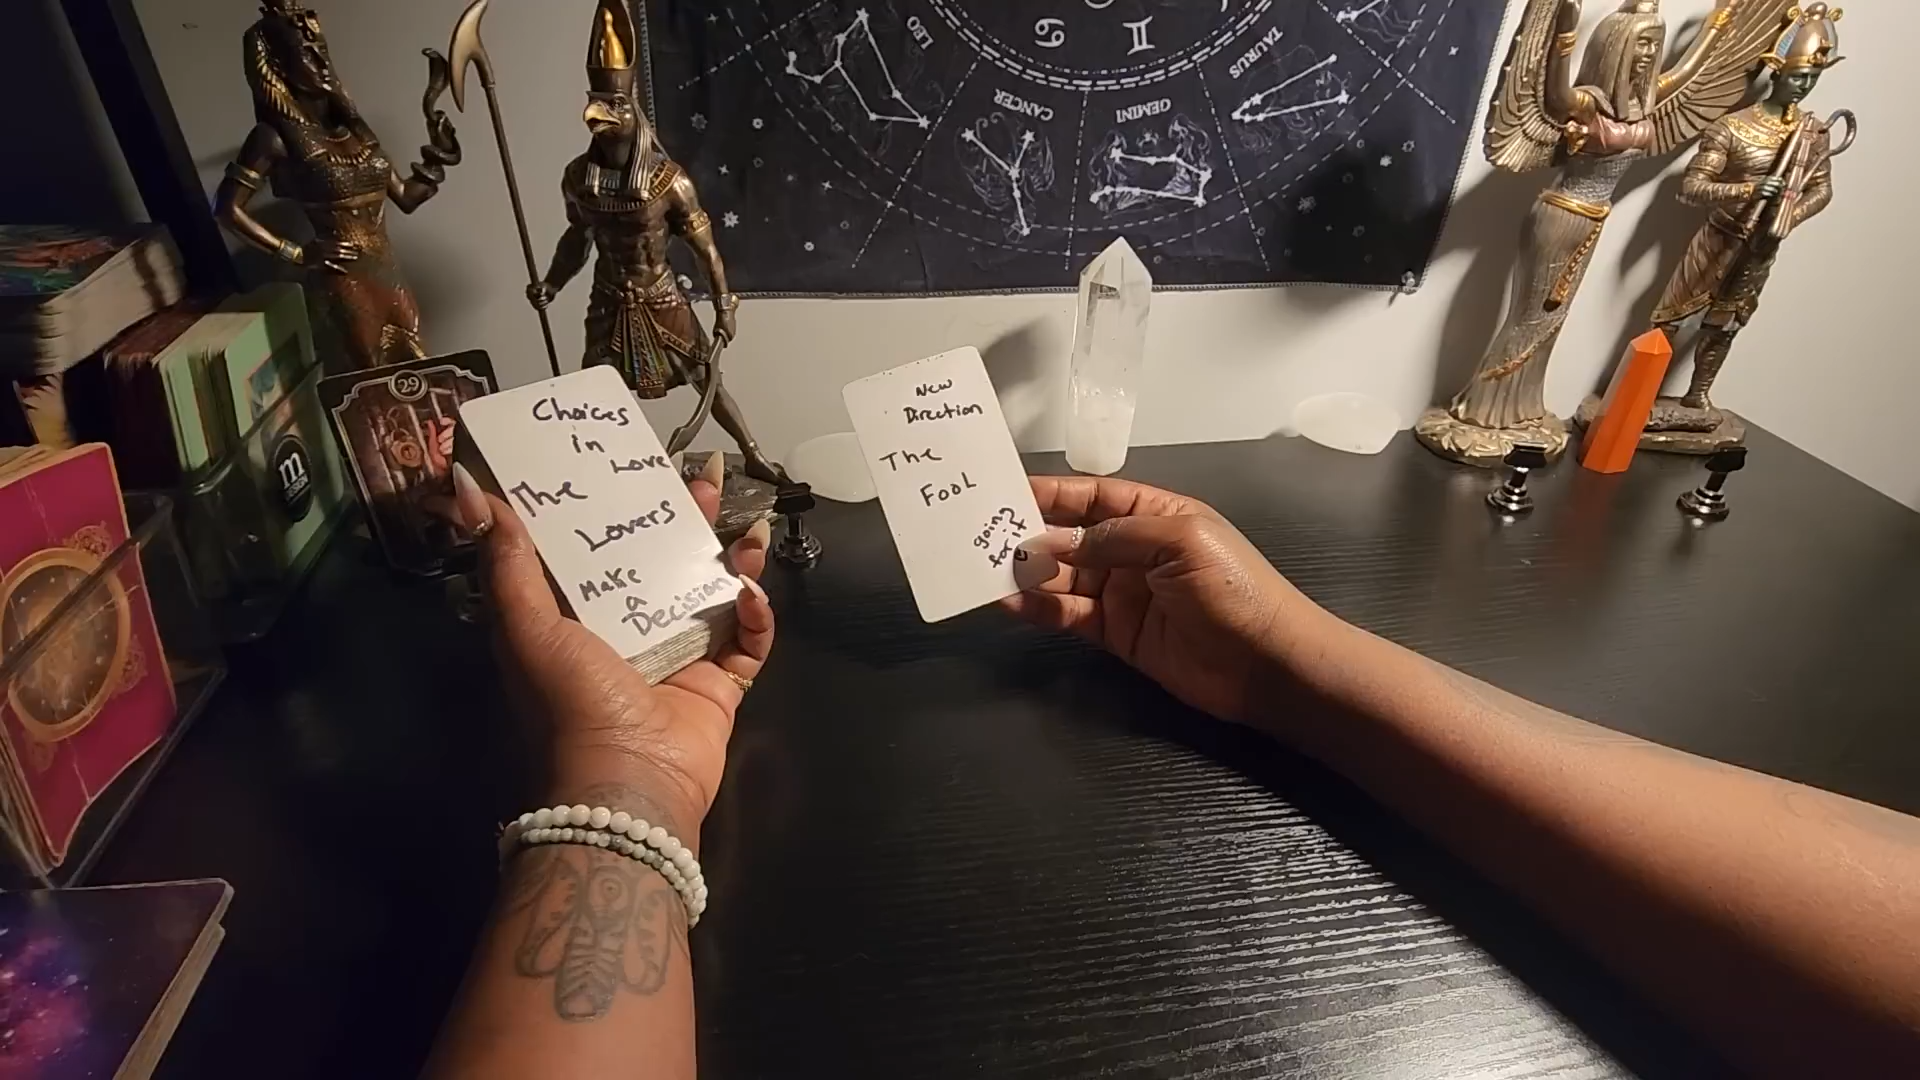 LEO
CANCER
GEMINI
TAURUS
29
m
Choices
in
Love
The
Lovers
Make
a
Decision
New
Direction
The
Fool
going
for it